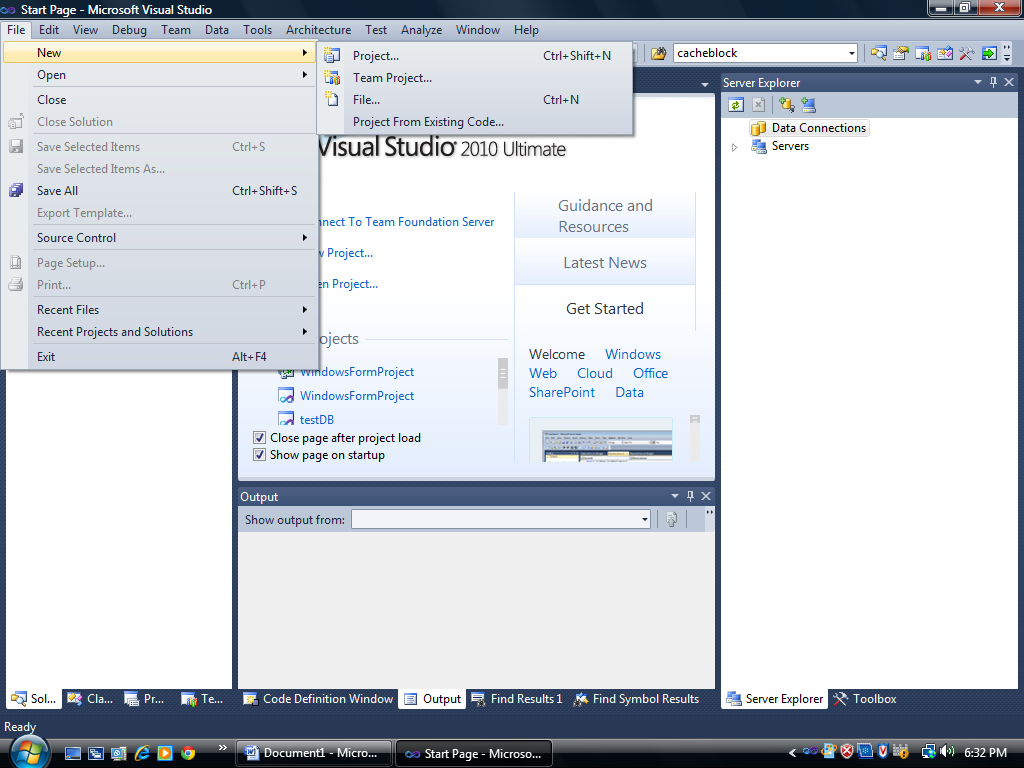 Start Page - Microsoft Visual Studio
File Edit View Debug Team Data Tools Architecture Test Analyze Window Help
New
Open
Close
Close Solution
Save Selected Items Ctrl+S
Save Selected Items As...
Save All Ctrl+Shift+S
Export Template...
Source Control
Page Setup...
Print... Ctrl+P
Recent Files
Recent Projects and Solutions
Exit Alt+F4
Project... Ctrl+Shift+N
Team Project...
File... Ctrl+N
Project From Existing Code...
cacheblock
Visual Studio 2010 Ultimate
To Team Foundation Server
Project...
Project...
WindowsFormProject
WindowsFormProject
testDB
Close page after project load
Show page on startup
Guidance and
Resources
Latest News
Get Started
Welcome Windows
Web Cloud Office
SharePoint Data
Output
Show output from:
Server Explorer
Data Connections
Servers
Sol... Cla... Pr... Te... Code Definition Window Output Find Results 1 Find Symbol Results Server Explorer Toolbox
Ready
Document1 - Micro... Start Page - Microso... 6:32 PM